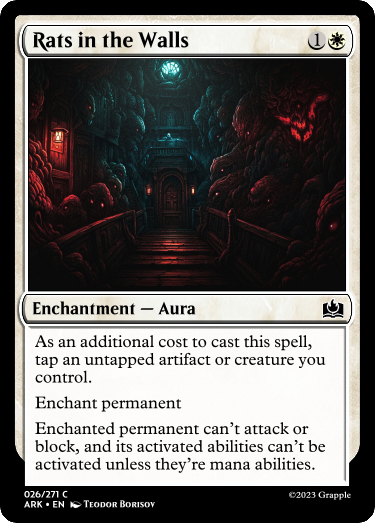 Rats in the Walls 1
Enchantment — Aura
As an additional cost to cast this spell,
tap an untapped artifact or creature you
control.
Enchant permanent
Enchanted permanent can't attack or
block, and its activated abilities can't be
activated unless they're mana abilities.
026/271 C
ARK • EN Teodor Borisov
©2023 Grapple